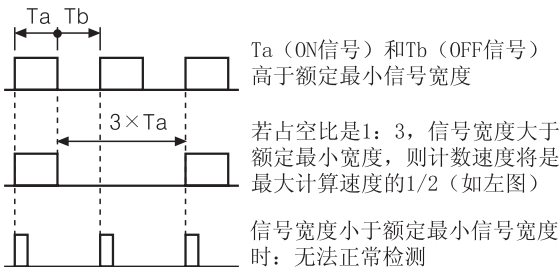 Ta Tb
Ta（ON信号）和Tb（OFF信号）
高于额定最小信号宽度
3×Ta
若占空比是1：3，信号宽度大于
额定最小宽度，则计数速度将是
最大计算速度的1/2（如左图）
信号宽度小于额定最小信号宽度
时：无法正常检测